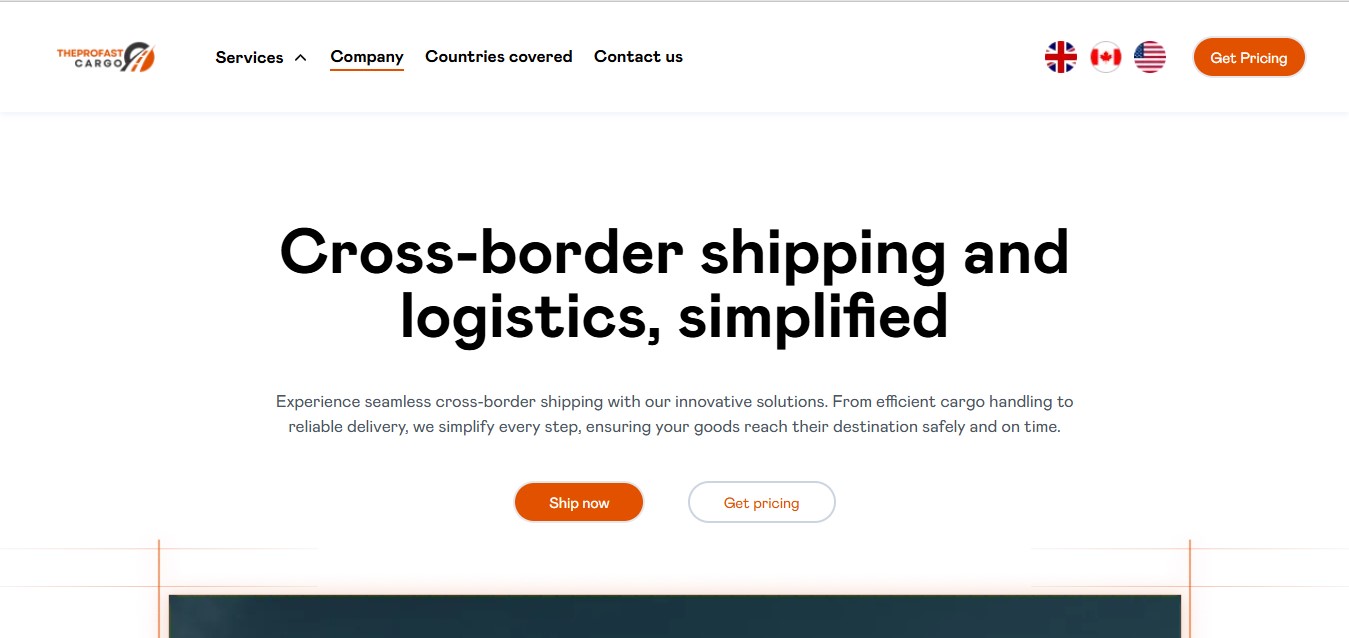 THEPROFAST
CARGO
Services
Company
Countries covered
Contact us
Get Pricing
Cross-border shipping and
logistics, simplified
Experience seamless cross-border shipping with our innovative solutions. From efficient cargo handling to
reliable delivery, we simplify every step, ensuring your goods reach their destination safely and on time.
Ship now
Get pricing